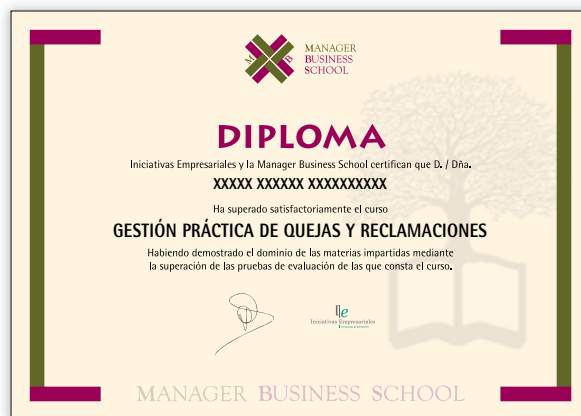 M B
MANAGER
BUSINESS
SCHOOL
DIPLOMA
Iniciativas Empresariales y la Manager Business School certifican que D. / Dña.
XXXXX XXXXXX XXXXXXXXXX
Ha superado satisfactoriamente el curso
GESTIÓN PRÁCTICA DE QUEJAS Y RECLAMACIONES
Habiendo demostrado el dominio de las materias impartidas mediante
la superación de las pruebas de evaluación de las que consta el curso.
Iniciativas Empresariales
MANAGER BUSINESS SCHOOL